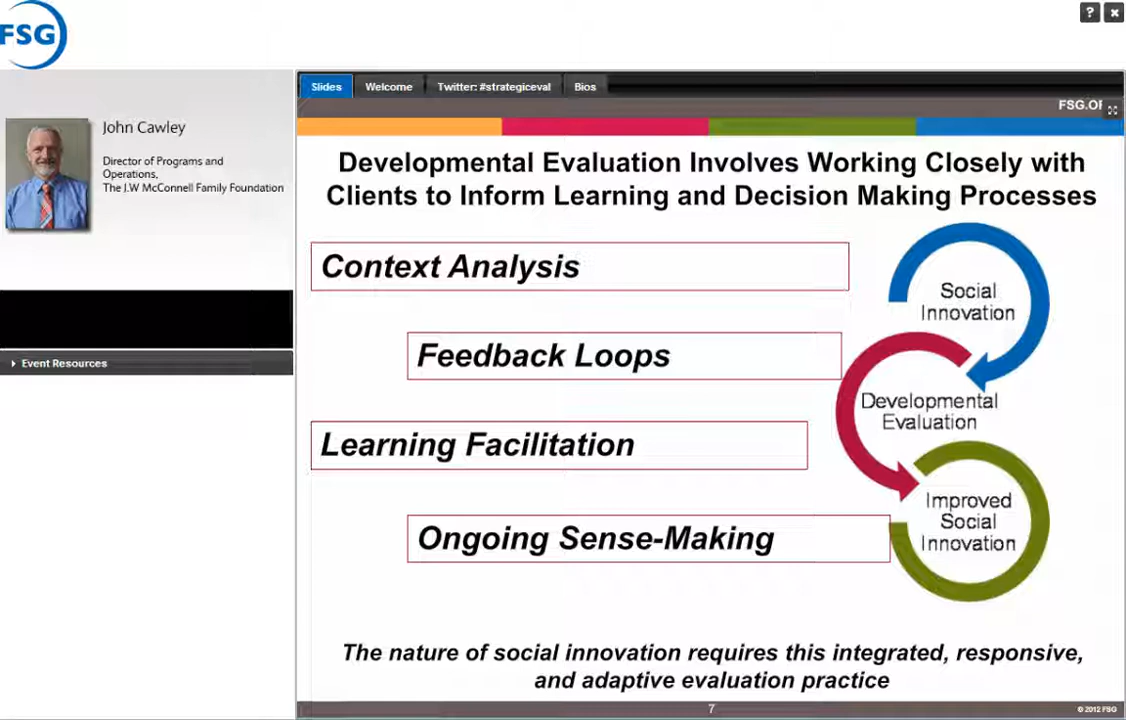 FSG
? ×
John Cawley
Director of Programs and
Operations,
The J.W McConnell Family Foundation
Event Resources
Slides Welcome Twitter: #strategiceval Bios
FSG.OR
Developmental Evaluation Involves Working Closely with
Clients to Inform Learning and Decision Making Processes
Context Analysis
Feedback Loops
Learning Facilitation
Ongoing Sense-Making
Social
Innovation
Developmental
Evaluation
Improved
Social
Innovation
The nature of social innovation requires this integrated, responsive,
and adaptive evaluation practice
7
© 2012 FSG